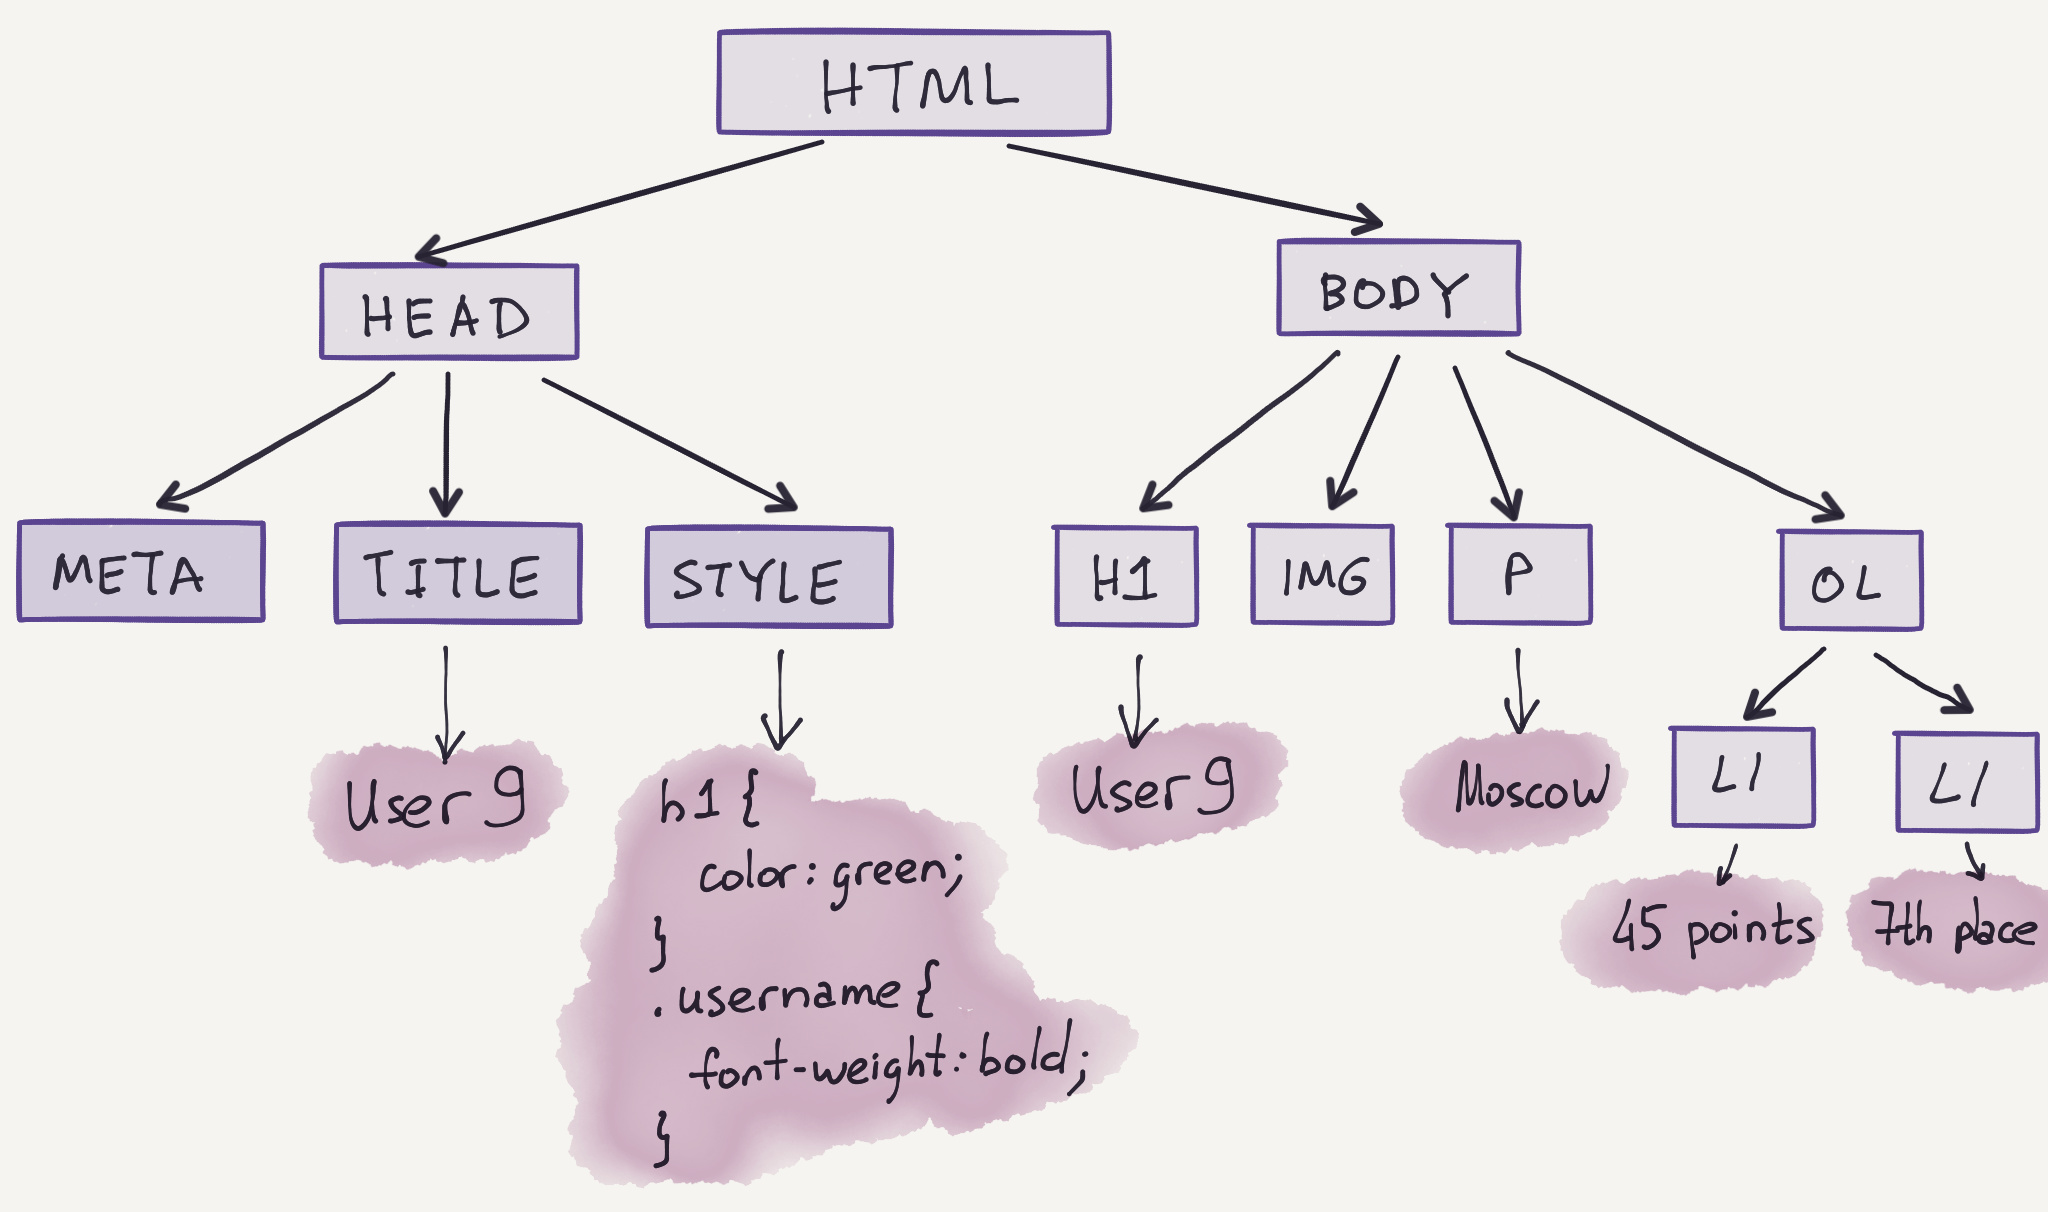 HTML
HEAD
BODY
META
TITLE
STYLE
H1
IMG
P
OL
LI
LI
User 9
h1 {
color: green;
}
.username {
font-weight: bold;
}
User 9
Moscow
45 points
7th place